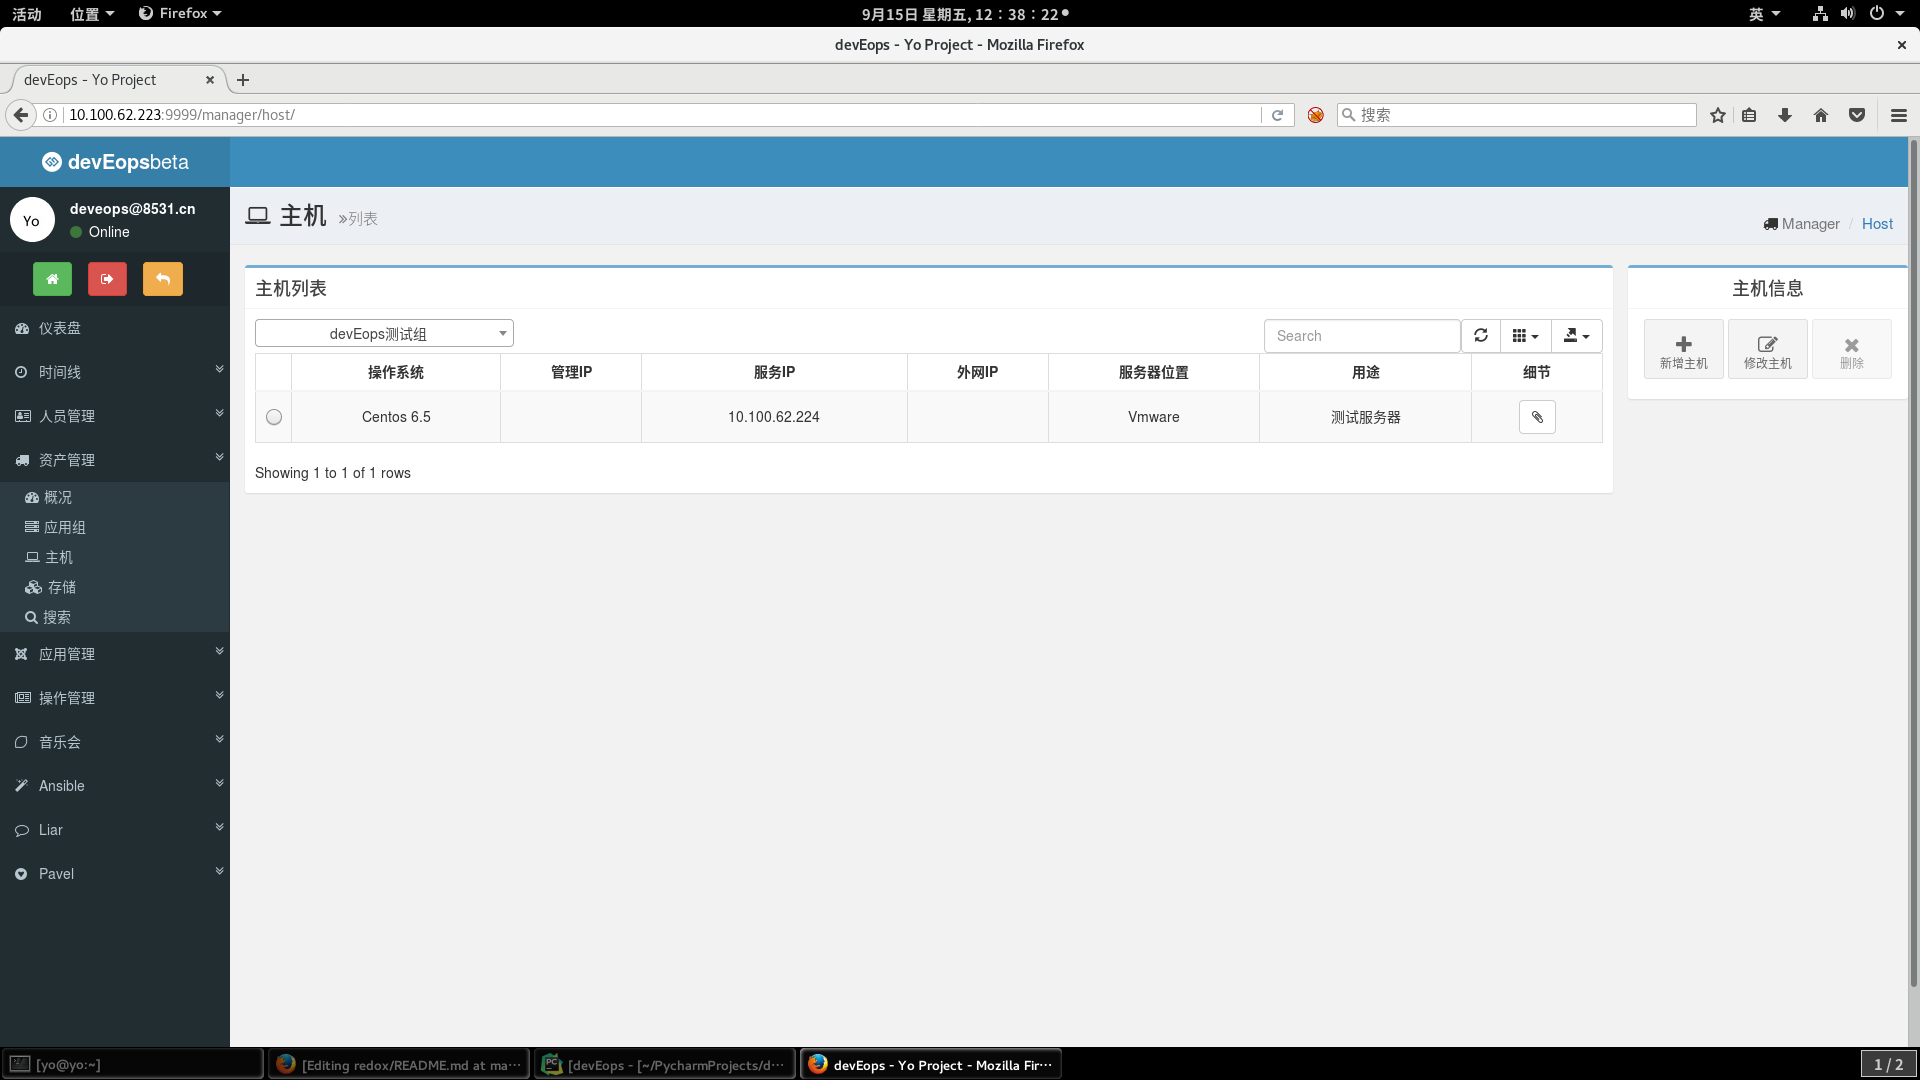 活动 位置 Firefox 9月15日 星期五, 12：38：22 英
devEops - Yo Project - Mozilla Firefox
devEops - Yo Project
10.100.62.223:9999/manager/host/ 搜索
devEopsbeta
Yo deveops@8531.cn
Online
仪表盘
时间线
人员管理
资产管理
概况
应用组
主机
存储
搜索
应用管理
操作管理
音乐会
Ansible
Liar
Pavel
主机 »列表
Manager / Host
主机列表
devEops测试组 Search
操作系统 管理IP 服务IP 外网IP 服务器位置 用途 细节
Centos 6.5 10.100.62.224 Vmware 测试服务器
Showing 1 to 1 of 1 rows
主机信息
新增主机 修改主机 删除
[yo@yo:~] [Editing redox/README.md at ma··· [devEops - [~/PycharmProjects/d··· devEops - Yo Project - Mozilla Fir··· 1 / 2